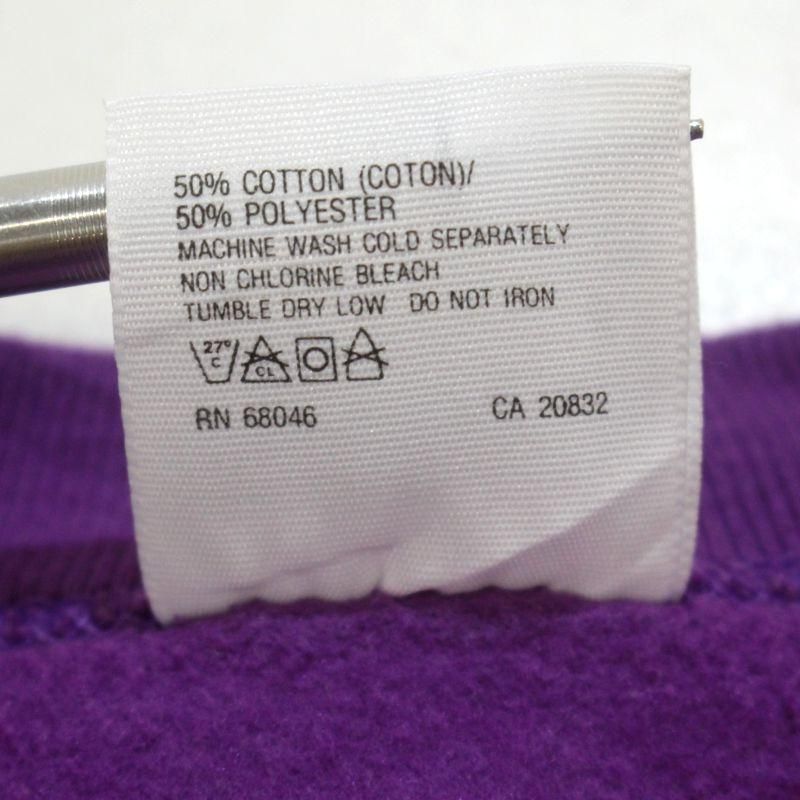 50% COTTON (COTON)/
50% POLYESTER
MACHINE WASH COLD SEPARATELY
NON CHLORINE BLEACH
TUMBLE DRY LOW DO NOT IRON
27° C CL
RN 68046 CA 20832